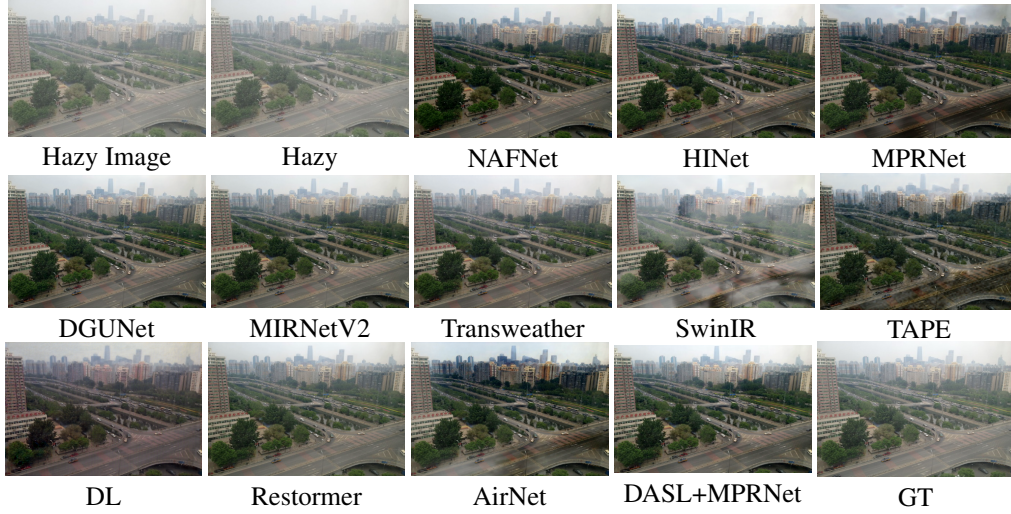 Hazy Image Hazy NAFNet HINet MPRNet
DGUNet MIRNetV2 Transweather SwinIR TAPE
DL Restormer AirNet DASL+MPRNet GT